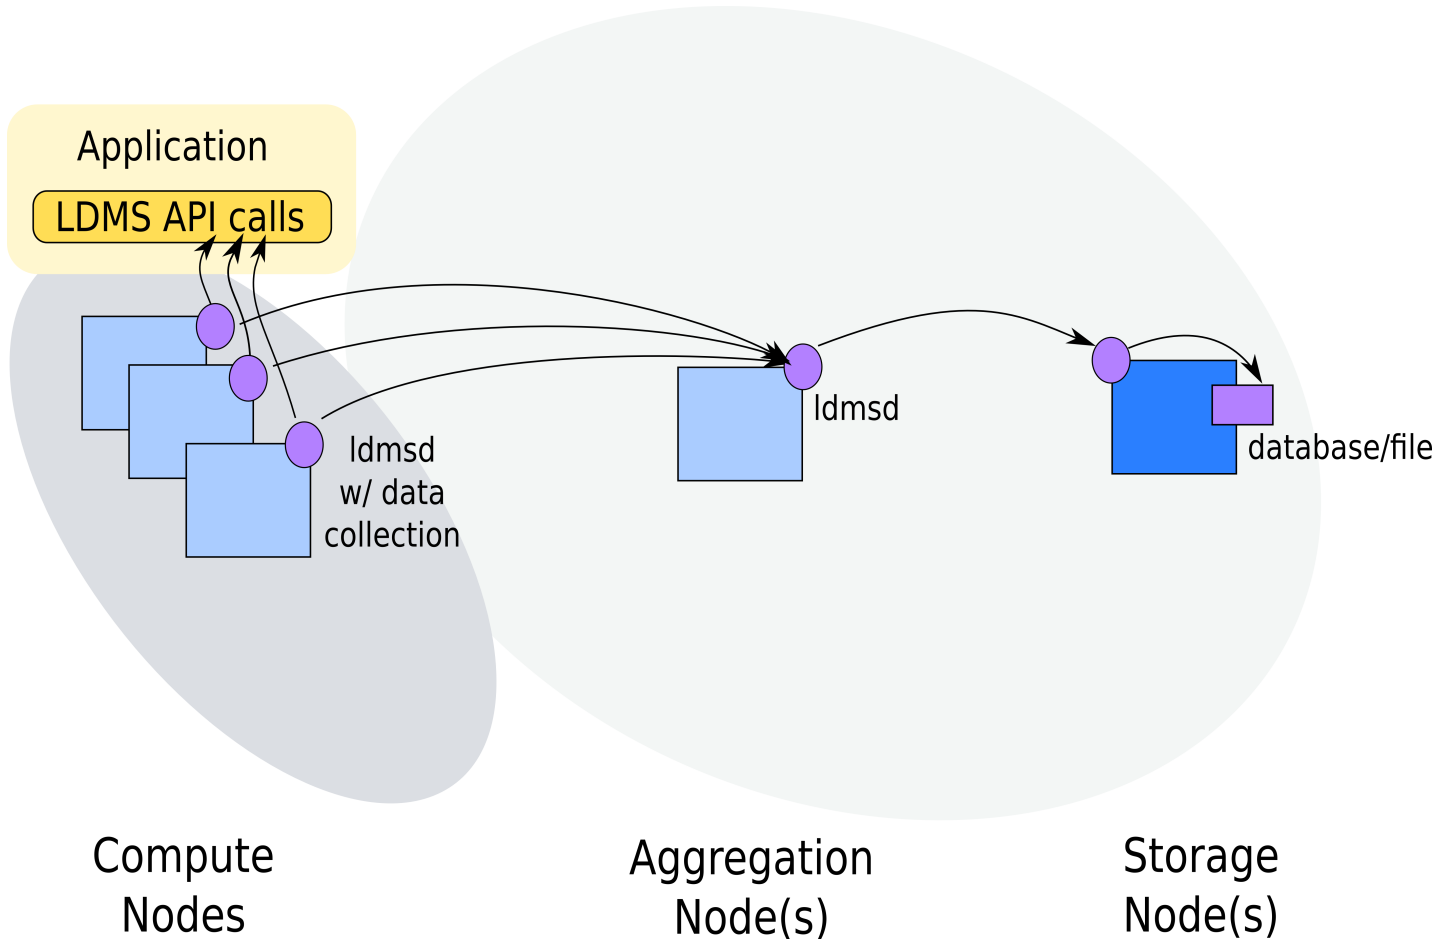 Application
LDMS API calls
ldmsd
w/ data
collection
ldmsd
database/file
Compute
Nodes
Aggregation
Node(s)
Storage
Node(s)